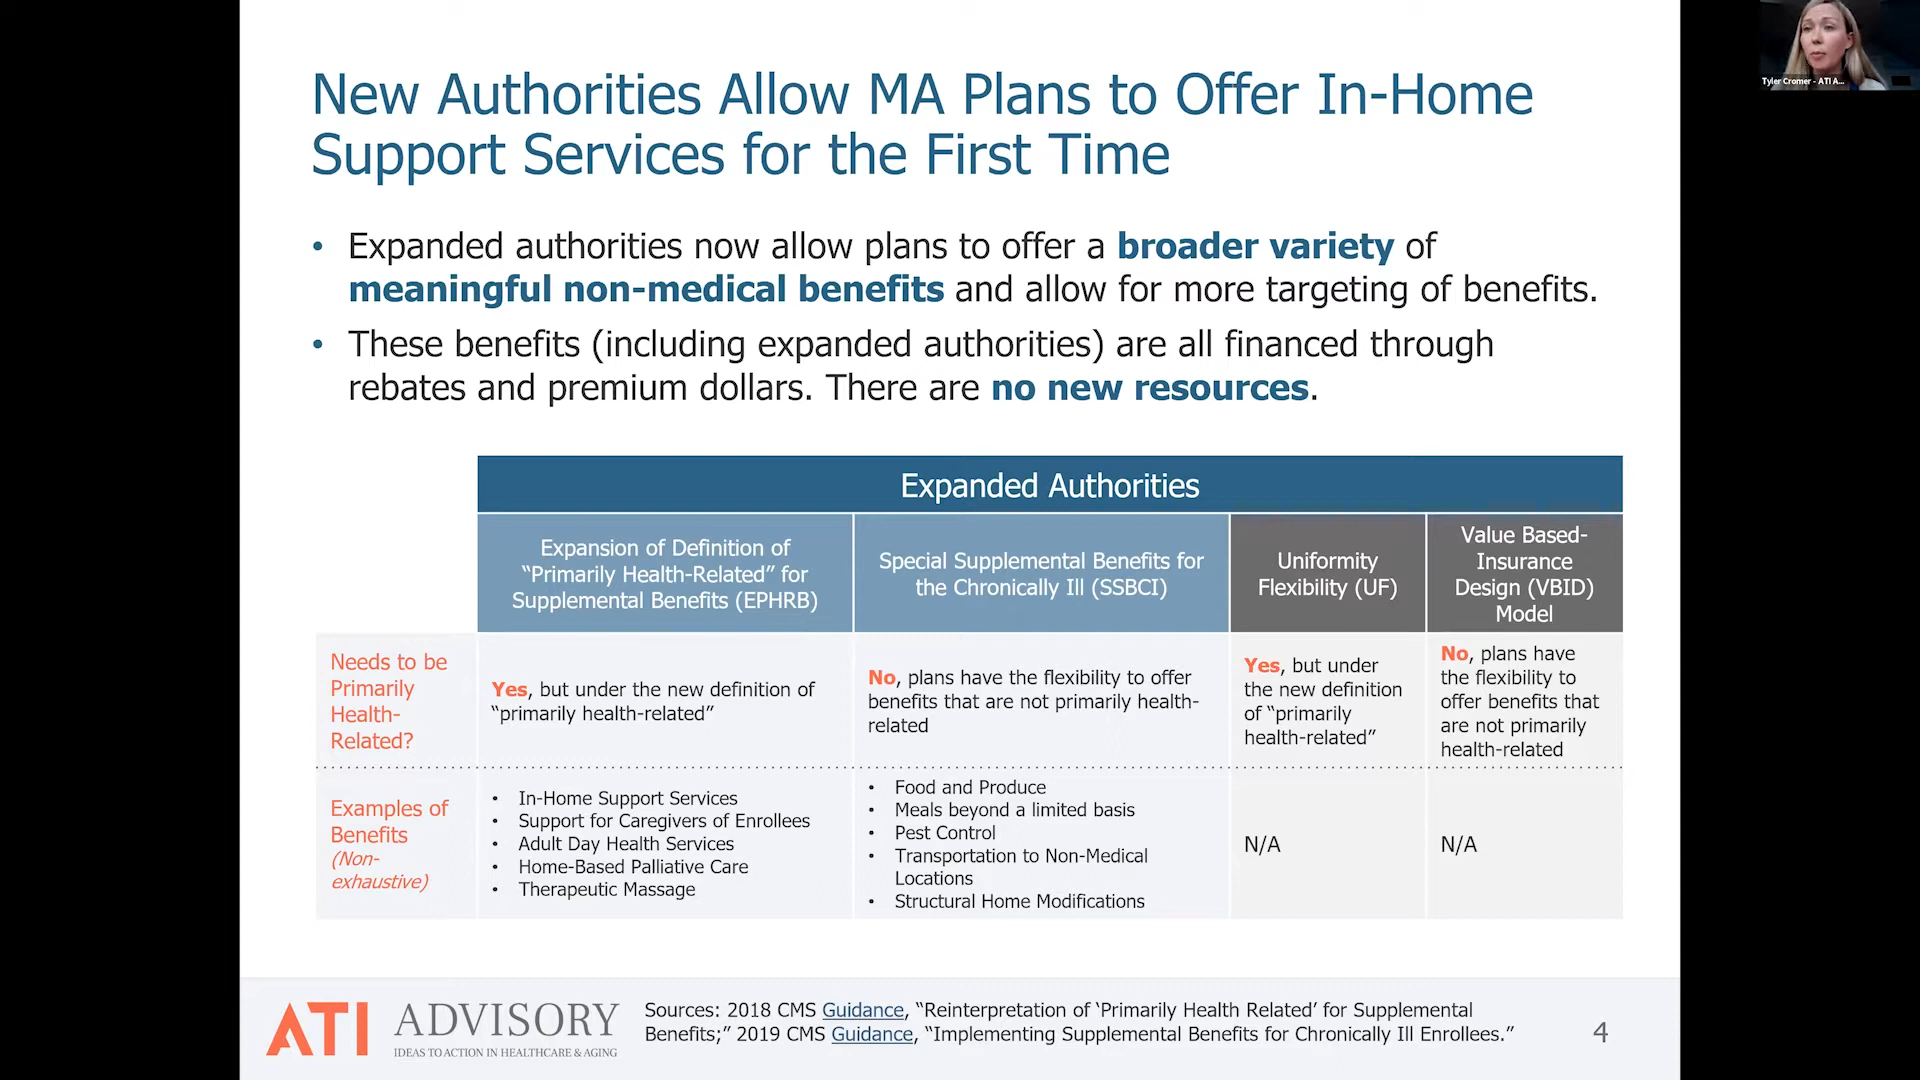 New Authorities Allow MA Plans to Offer In-Home
Support Services for the First Time
• Expanded authorities now allow plans to offer a broader variety of
meaningful non-medical benefits and allow for more targeting of benefits.
• These benefits (including expanded authorities) are all financed through
rebates and premium dollars. There are no new resources.
Expanded Authorities
Expansion of Definition of
“Primarily Health-Related” for
Supplemental Benefits (EPHRB)
Special Supplemental Benefits for
the Chronically Ill (SSBCI)
Uniformity
Flexibility (UF)
Value Based-
Insurance
Design (VBID)
Model
Needs to be
Primarily
Health-
Related?
Yes, but under the new definition of
“primarily health-related”
No, plans have the flexibility to offer
benefits that are not primarily health-
related
Yes, but under
the new definition
of “primarily
health-related”
No, plans have
the flexibility to
offer benefits that
are not primarily
health-related
Examples of
Benefits
(Non-
exhaustive)
• In-Home Support Services
• Support for Caregivers of Enrollees
• Adult Day Health Services
• Home-Based Palliative Care
• Therapeutic Massage
• Food and Produce
• Meals beyond a limited basis
• Pest Control
• Transportation to Non-Medical
Locations
• Structural Home Modifications
N/A
N/A
ATI ADVISORY
IDEAS TO ACTION IN HEALTHCARE & AGING
Sources: 2018 CMS Guidance, “Reinterpretation of ‘Primarily Health Related’ for Supplemental
Benefits;” 2019 CMS Guidance, “Implementing Supplemental Benefits for Chronically Ill Enrollees.”
4
Tyler Cromer - ATI A...